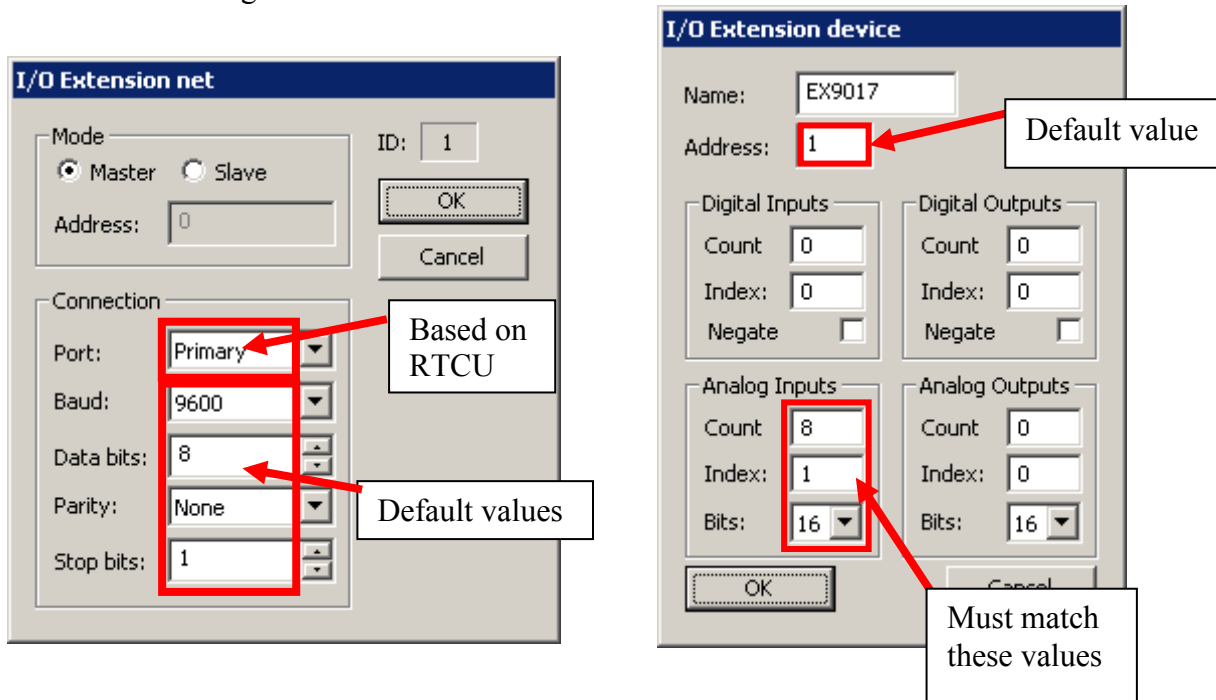 I/O Extension net
Mode
Master Slave
Address: 0
ID: 1
OK
Cancel
Connection
Port: Primary
Baud: 9600
Data bits: 8
Parity: None
Stop bits: 1
Based on
RTCU
Default values
I/O Extension device
Name: EX9017
Address: 1
Default value
Digital Inputs
Count 0
Index: 0
Negate
Digital Outputs
Count 0
Index: 0
Negate
Analog Inputs
Count 8
Index: 1
Bits: 16
Analog Outputs
Count 0
Index: 0
Bits: 16
OK
Cancel
Must match
these values